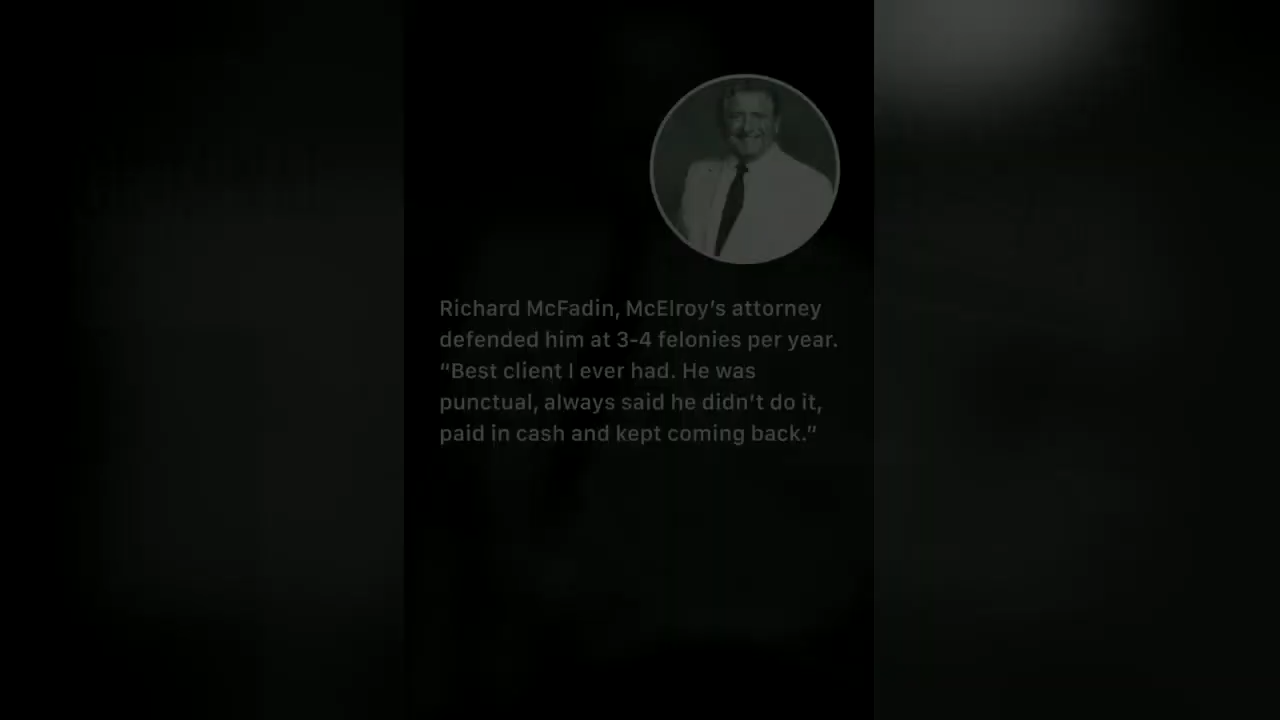 Richard McFadin, McElroy’s attorney
defended him at 3-4 felonies per year.
“Best client I ever had. He was
punctual, always said he didn’t do it,
paid in cash and kept coming back.”